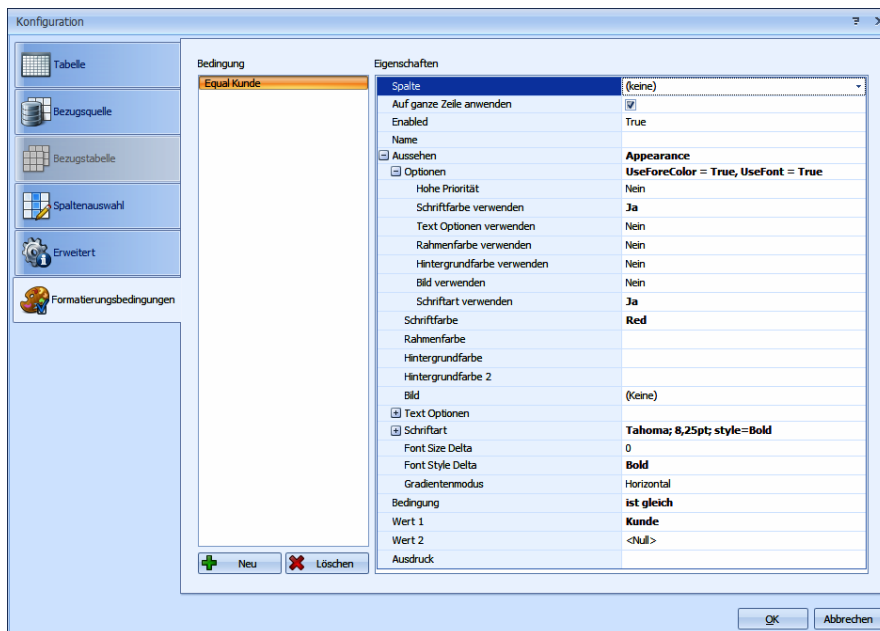 Konfiguration
Tabelle
Bezugsquelle
Bezugstabelle
Spaltenauswahl
Erweitert
Formatierungsbedingungen
Bedingung
Equal Kunde
Neu
Löschen
Eigenschaften
Spalte (keine)
Auf ganze Zeile anwenden
Enabled True
Name
Aussehen Appearance
Optionen UseForeColor = True, UseFont = True
Hohe Priorität Nein
Schriftfarbe verwenden Ja
Text Optionen verwenden Nein
Rahmenfarbe verwenden Nein
Hintergrundfarbe verwenden Nein
Bild verwenden Nein
Schriftart verwenden Ja
Schriftfarbe Red
Rahmenfarbe
Hintergrundfarbe
Hintergrundfarbe 2
Bild (Keine)
Text Optionen
Schriftart Tahoma; 8,25pt; style=Bold
Font Size Delta 0
Font Style Delta Bold
Gradientenmodus Horizontal
Bedingung ist gleich
Wert 1 Kunde
Wert 2 <Null>
Ausdruck
OK
Abbrechen